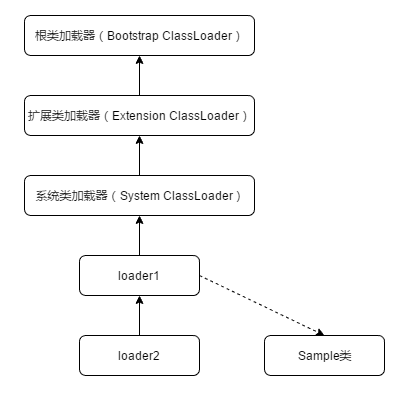 根类加载器（Bootstrap ClassLoader）
扩展类加载器（Extension ClassLoader）
系统类加载器（System ClassLoader）
loader1
loader2
Sample类